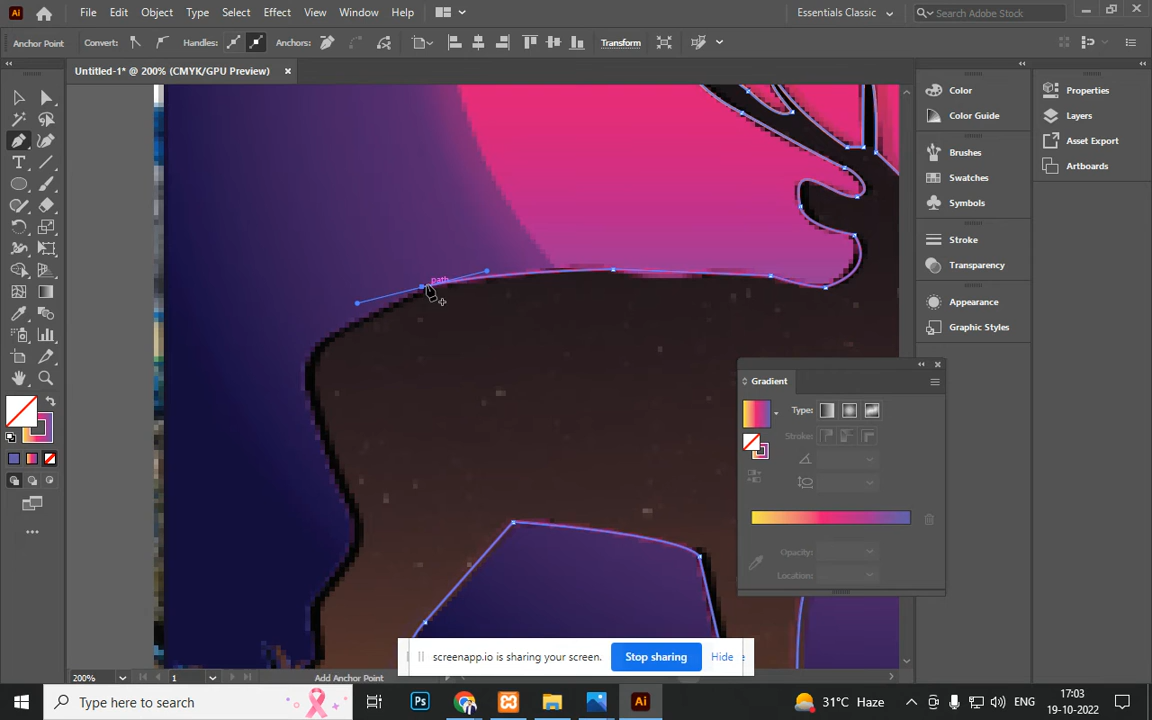 Ai File Edit Object Type Select Effect View Window Help Essentials Classic Search Adobe Stock
Anchor Point Convert: Handles: Anchors: Transform
Untitled-1* @ 200% (CMYK/GPU Preview)
Color
Color Guide
Brushes
Swatches
Symbols
Stroke
Transparency
Appearance
Graphic Styles
Properties
Layers
Asset Export
Artboards
path
Gradient
Type:
Stroke:
Opacity:
Location:
screenapp.io is sharing your screen. Stop sharing Hide
200% 1 Add Anchor Point
Type here to search Ps Ai 31°C Haze ENG 17:03
19-10-2022